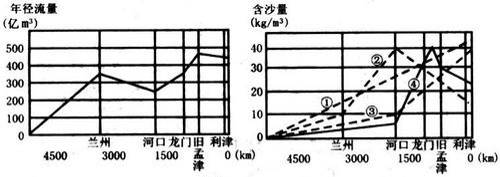 年径流量
(亿m³)
500
400
300
200
100
0
兰州
河口
龙门
旧孟津
利津
4500
3000
1500
0 (km)
含沙量
(kg/m³)
40
30
20
10
0
①
②
③
④
兰州
河口
龙门
旧孟津
利津
4500
3000
1500
0 (km)